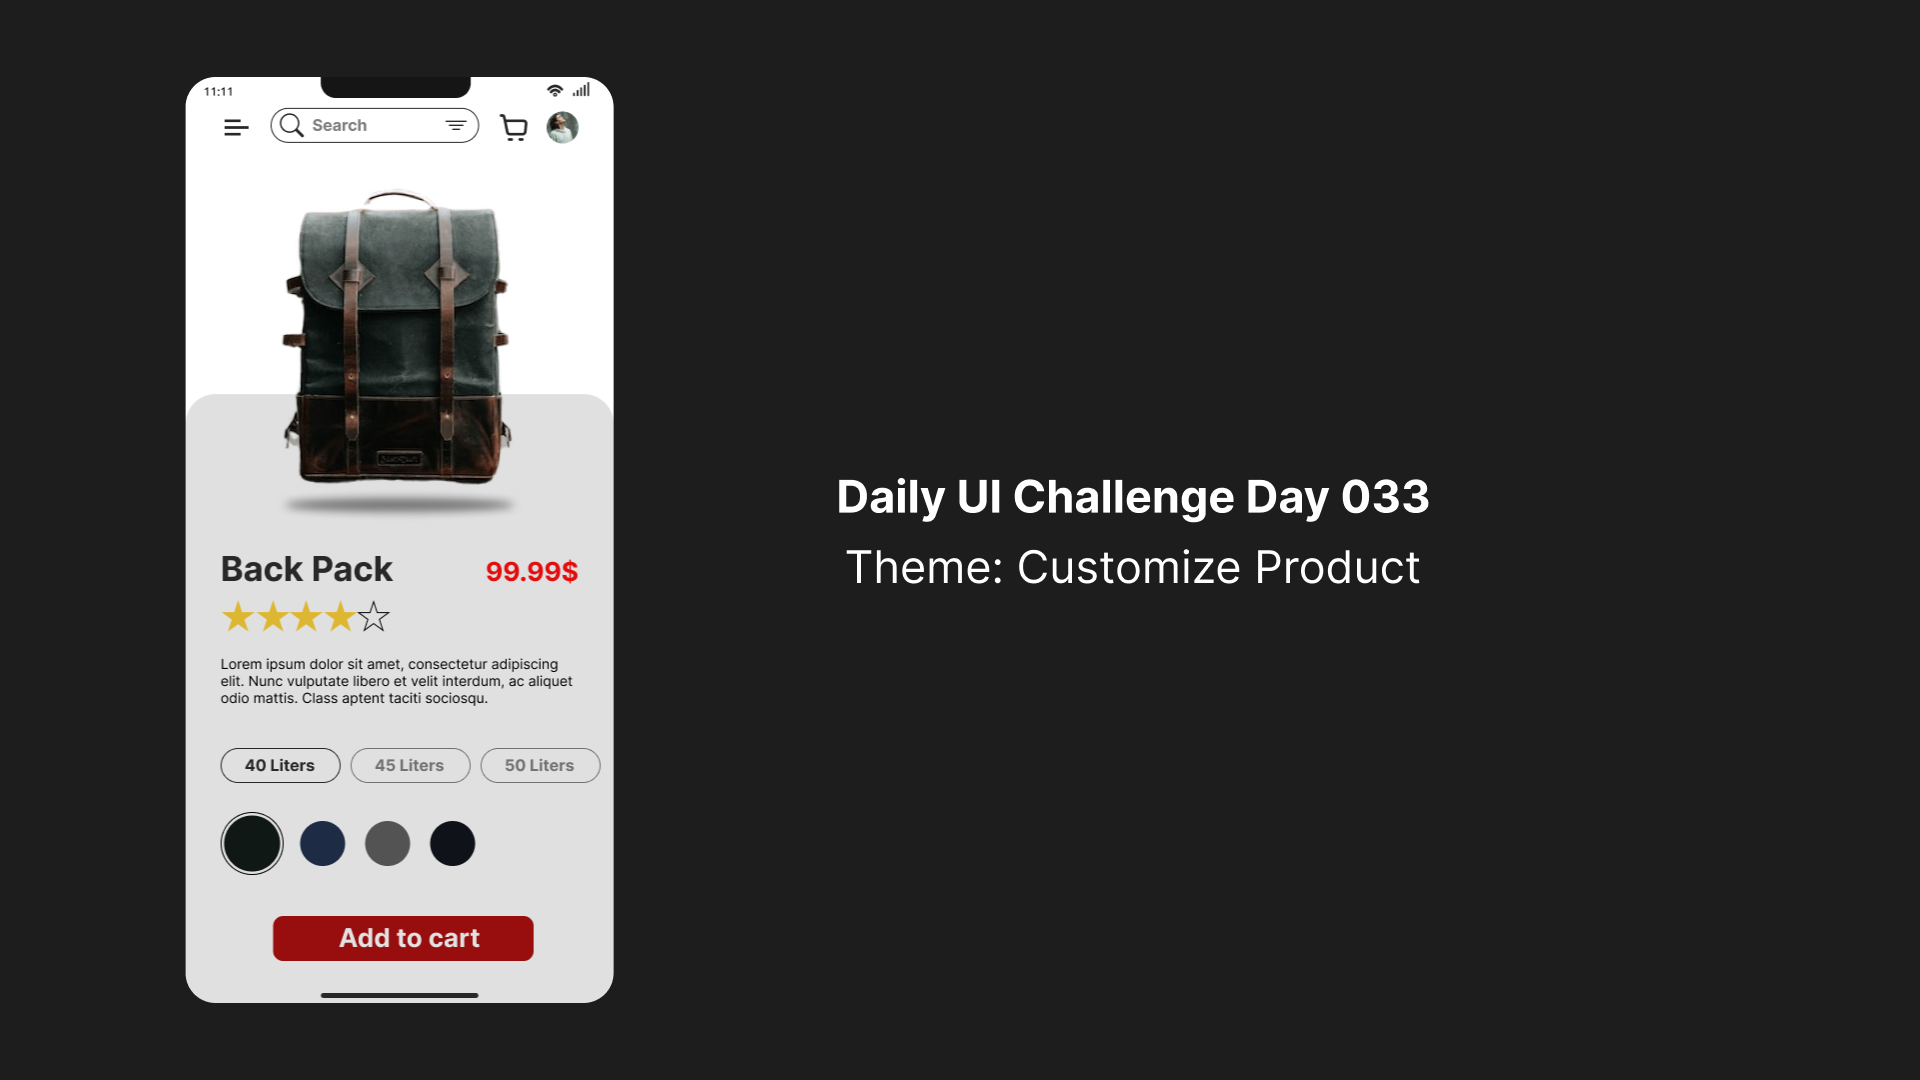 11:11
Search
Back Pack
99.99$
Lorem ipsum dolor sit amet, consectetur adipiscing
elit. Nunc vulputate libero et velit interdum, ac aliquet
odio mattis. Class aptent taciti sociosqu.
40 Liters
45 Liters
50 Liters
Add to cart
Daily UI Challenge Day 033
Theme: Customize Product